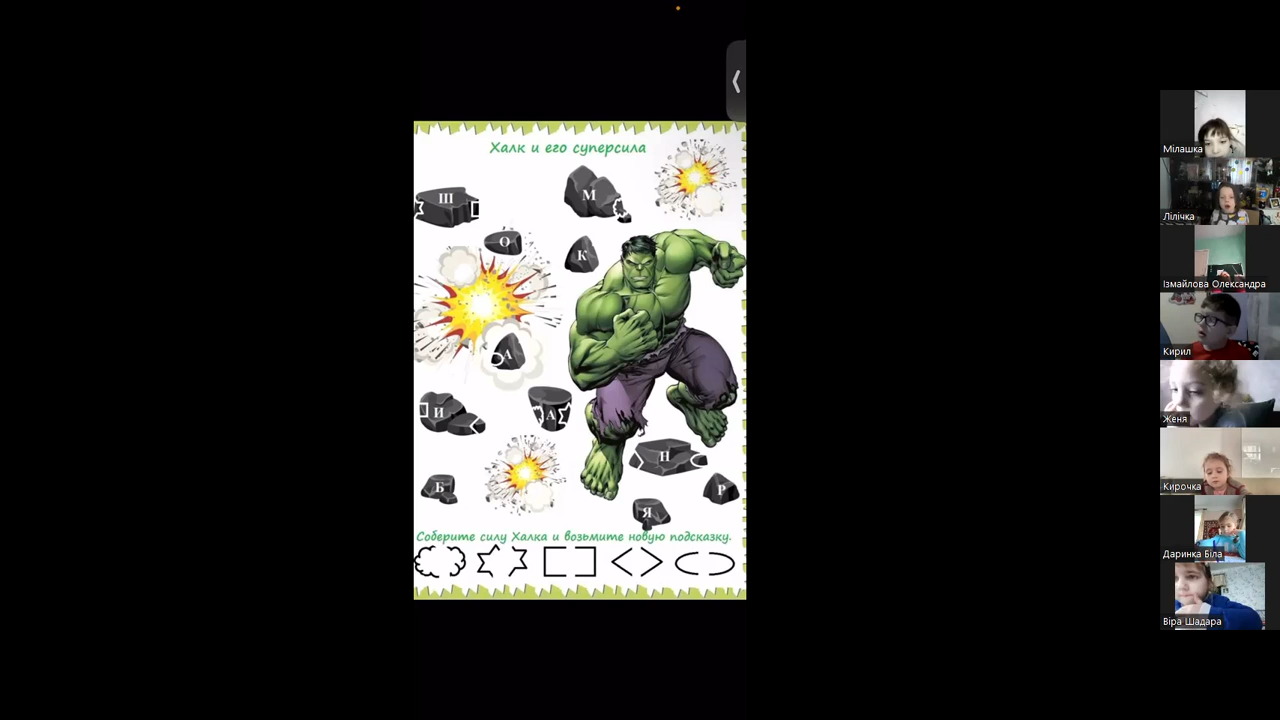 Халк и его суперсила
Ш
М
О
К
А
И
А
Н
Б
Р
Я
Соберите силу Халка и возьмите новую подсказку.
Мілашка
Лілічка
Ізмайлова Олександра
Кирил
Женя
Кирочка
Даринка Біла
Віра Шадара